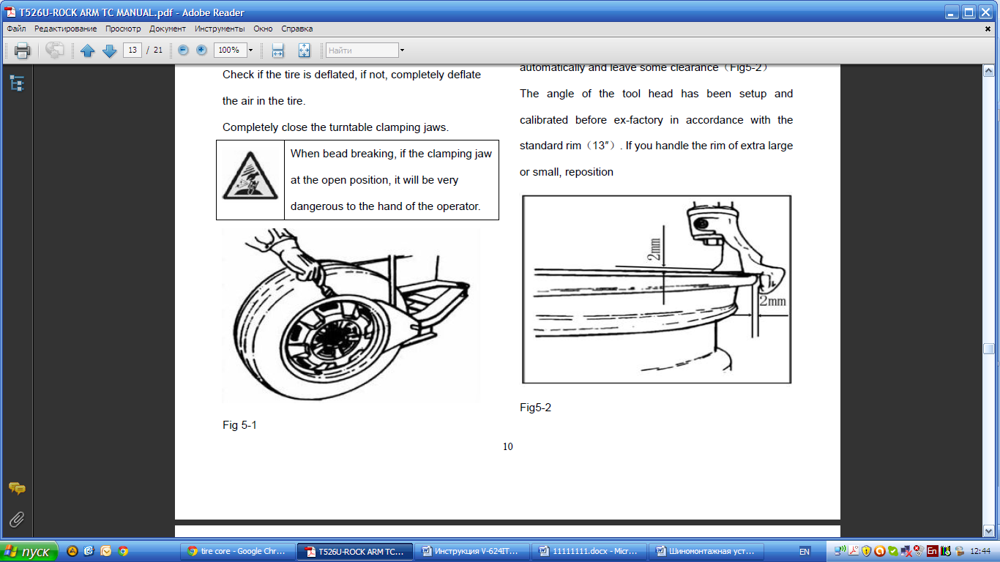 T526U-ROCK ARM TC MANUAL.pdf - Adobe Reader
Файл Редактирование Просмотр Документ Инструменты Окно Справка
13 / 21 100% Найти
Check if the tire is deflated, if not, completely deflate
the air in the tire.
Completely close the turntable clamping jaws.
When bead breaking, if the clamping jaw
at the open position, it will be very
dangerous to the hand of the operator.
Fig 5-1
automatically and leave some clearance（Fig5-2）
The angle of the tool head has been setup and
calibrated before ex-factory in accordance with the
standard rim（13″）. If you handle the rim of extra large
or small, reposition
2mm
2mm
Fig5-2
10
пуск
tire core - Google Chr...
T526U-ROCK ARM TC...
Инструкция V-624IT...
11111111.docx - Micr...
Шиномонтажная уст...
EN
En
12:44